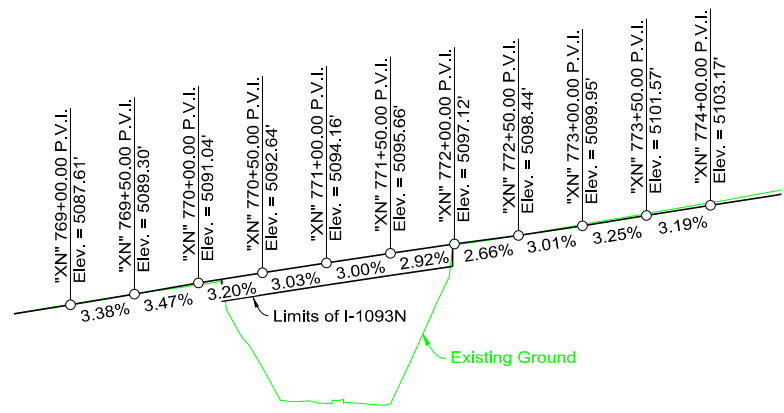 "XN" 769+00.00 P.V.I.
Elev. = 5087.61'
"XN" 769+50.00 P.V.I.
Elev. = 5089.30'
"XN" 770+00.00 P.V.I.
Elev. = 5091.04'
"XN" 770+50.00 P.V.I.
Elev. = 5092.64'
"XN" 771+00.00 P.V.I.
Elev. = 5094.16'
"XN" 771+50.00 P.V.I.
Elev. = 5095.66'
"XN" 772+00.00 P.V.I.
Elev. = 5097.12'
"XN" 772+50.00 P.V.I.
Elev. = 5098.44'
"XN" 773+00.00 P.V.I.
Elev. = 5099.95'
"XN" 773+50.00 P.V.I.
Elev. = 5101.57'
"XN" 774+00.00 P.V.I.
Elev. = 5103.17'
3.38%
3.47%
3.20%
3.03%
3.00%
2.92%
2.66%
3.01%
3.25%
3.19%
Limits of I-1093N
Existing Ground